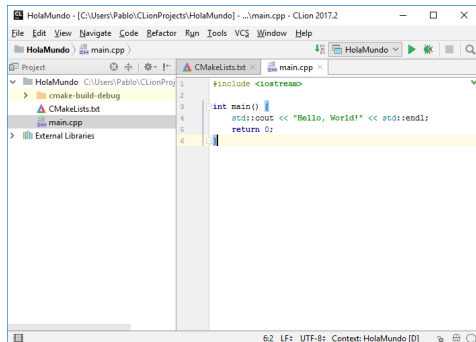 HolaMundo - [C:\Users\Pablo\CLionProjects\HolaMundo] - ...\main.cpp - CLion 2017.2
File Edit View Navigate Code Refactor Run Tools VCS Window Help
HolaMundo main.cpp HolaMundo
Project CMakeLists.txt main.cpp
HolaMundo C:\Users\Pablo\CLionProj
cmake-build-debug
CMakeLists.txt
main.cpp
External Libraries
1 #include <iostream>
2
3 int main() {
4 std::cout << "Hello, World!" << std::endl;
5 return 0;
6 }
6:2 LF÷ UTF-8÷ Context: HolaMundo [D]